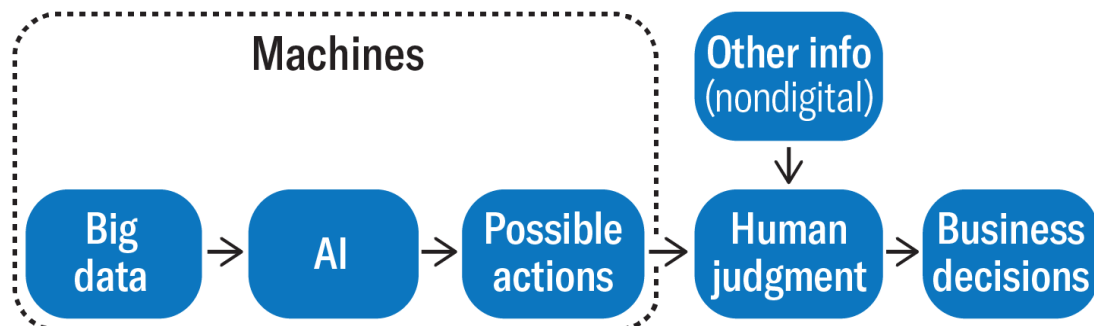 Machines
Other info
(nondigital)
Big
data
AI
Possible
actions
Human
judgment
Business
decisions